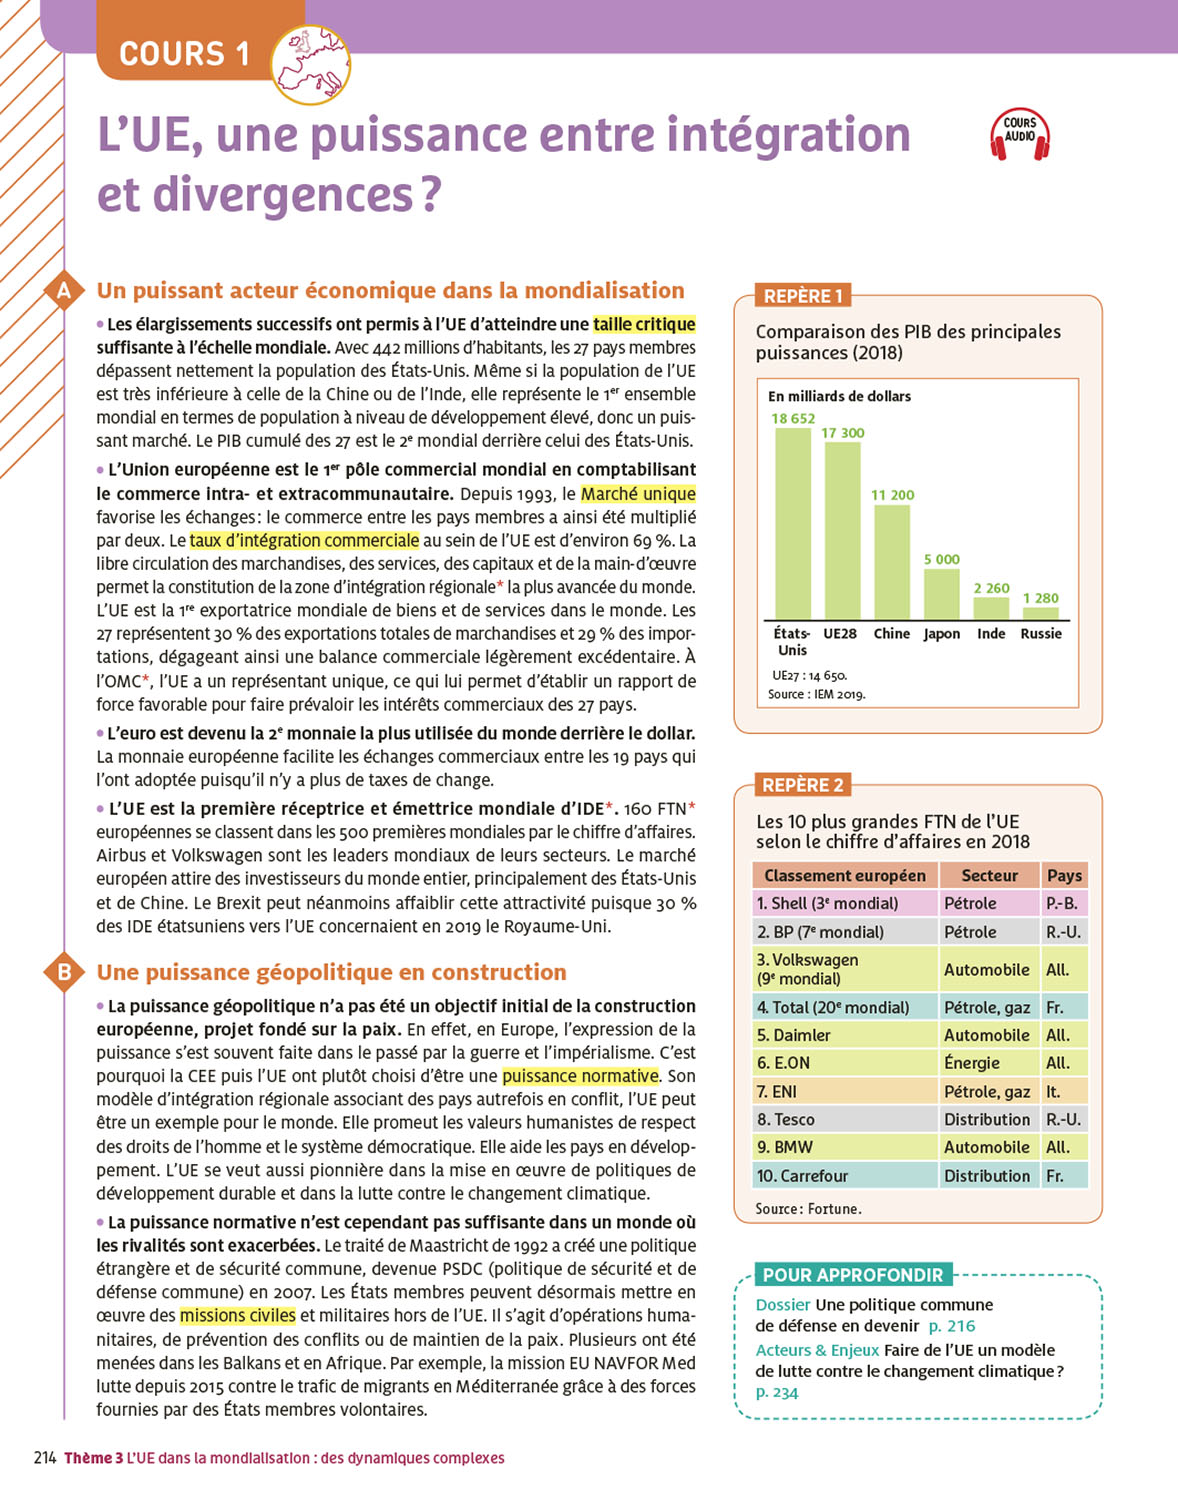 COURS 1
L’UE, une puissance entre intégration
et divergences ?
COURS
AUDIO
A
Un puissant acteur économique dans la mondialisation
• Les élargissements successifs ont permis à l’UE d’atteindre une taille critique
suffisante à l’échelle mondiale. Avec 442 millions d’habitants, les 27 pays membres
dépassent nettement la population des États-Unis. Même si la population de l’UE
est très inférieure à celle de la Chine ou de l’Inde, elle représente le 1er ensemble
mondial en termes de population à niveau de développement élevé, donc un puis-
sant marché. Le PIB cumulé des 27 est le 2e mondial derrière celui des États-Unis.
• L’Union européenne est le 1er pôle commercial mondial en comptabilisant
le commerce intra- et extracommunautaire. Depuis 1993, le Marché unique
favorise les échanges : le commerce entre les pays membres a ainsi été multiplié
par deux. Le taux d’intégration commerciale au sein de l’UE est d’environ 69 %. La
libre circulation des marchandises, des services, des capitaux et de la main-d’œuvre
permet la constitution de la zone d’intégration régionale* la plus avancée du monde.
L’UE est la 1re exportatrice mondiale de biens et de services dans le monde. Les
27 représentent 30 % des exportations totales de marchandises et 29 % des impor-
tations, dégageant ainsi une balance commerciale légèrement excédentaire. À
l’OMC*, l’UE a un représentant unique, ce qui lui permet d’établir un rapport de
force favorable pour faire prévaloir les intérêts commerciaux des 27 pays.
• L’euro est devenu la 2e monnaie la plus utilisée du monde derrière le dollar.
La monnaie européenne facilite les échanges commerciaux entre les 19 pays qui
l’ont adoptée puisqu’il n’y a plus de taxes de change.
• L’UE est la première réceptrice et émettrice mondiale d’IDE*. 160 FTN*
européennes se classent dans les 500 premières mondiales par le chiffre d’affaires.
Airbus et Volkswagen sont les leaders mondiaux de leurs secteurs. Le marché
européen attire des investisseurs du monde entier, principalement des États-Unis
et de Chine. Le Brexit peut néanmoins affaiblir cette attractivité puisque 30 %
des IDE étatsuniens vers l’UE concernaient en 2019 le Royaume-Uni.
B
Une puissance géopolitique en construction
• La puissance géopolitique n’a pas été un objectif initial de la construction
européenne, projet fondé sur la paix. En effet, en Europe, l’expression de la
puissance s’est souvent faite dans le passé par la guerre et l’impérialisme. C’est
pourquoi la CEE puis l’UE ont plutôt choisi d’être une puissance normative. Son
modèle d’intégration régionale associant des pays autrefois en conflit, l’UE peut
être un exemple pour le monde. Elle promeut les valeurs humanistes de respect
des droits de l’homme et le système démocratique. Elle aide les pays en dévelop-
pement. L’UE se veut aussi pionnière dans la mise en œuvre de politiques de
développement durable et dans la lutte contre le changement climatique.
• La puissance normative n’est cependant pas suffisante dans un monde où
les rivalités sont exacerbées. Le traité de Maastricht de 1992 a créé une politique
étrangère et de sécurité commune, devenue PSDC (politique de sécurité et de
défense commune) en 2007. Les États membres peuvent désormais mettre en
œuvre des missions civiles et militaires hors de l’UE. Il s’agit d’opérations huma-
nitaires, de prévention des conflits ou de maintien de la paix. Plusieurs ont été
menées dans les Balkans et en Afrique. Par exemple, la mission EU NAVFOR Med
lutte depuis 2015 contre le trafic de migrants en Méditerranée grâce à des forces
fournies par des États membres volontaires.
REPÈRE 1
Comparaison des PIB des principales
puissances (2018)
En milliards de dollars
18 652
17 300
11 200
5 000
2 260
1 280
États-Unis UE28 Chine Japon Inde Russie
UE27 : 14 650.
Source : IEM 2019.
REPÈRE 2
Les 10 plus grandes FTN de l’UE
selon le chiffre d’affaires en 2018
Classement européen Secteur Pays
1. Shell (3e mondial) Pétrole P.-B.
2. BP (7e mondial) Pétrole R.-U.
3. Volkswagen
(9e mondial) Automobile All.
4. Total (20e mondial) Pétrole, gaz Fr.
5. Daimler Automobile All.
6. E.ON Énergie All.
7. ENI Pétrole, gaz It.
8. Tesco Distribution R.-U.
9. BMW Automobile All.
10. Carrefour Distribution Fr.
Source : Fortune.
POUR APPROFONDIR
Dossier Une politique commune
de défense en devenir p. 216
Acteurs & Enjeux Faire de l’UE un modèle
de lutte contre le changement climatique ?
p. 234
214 Thème 3 L’UE dans la mondialisation : des dynamiques complexes